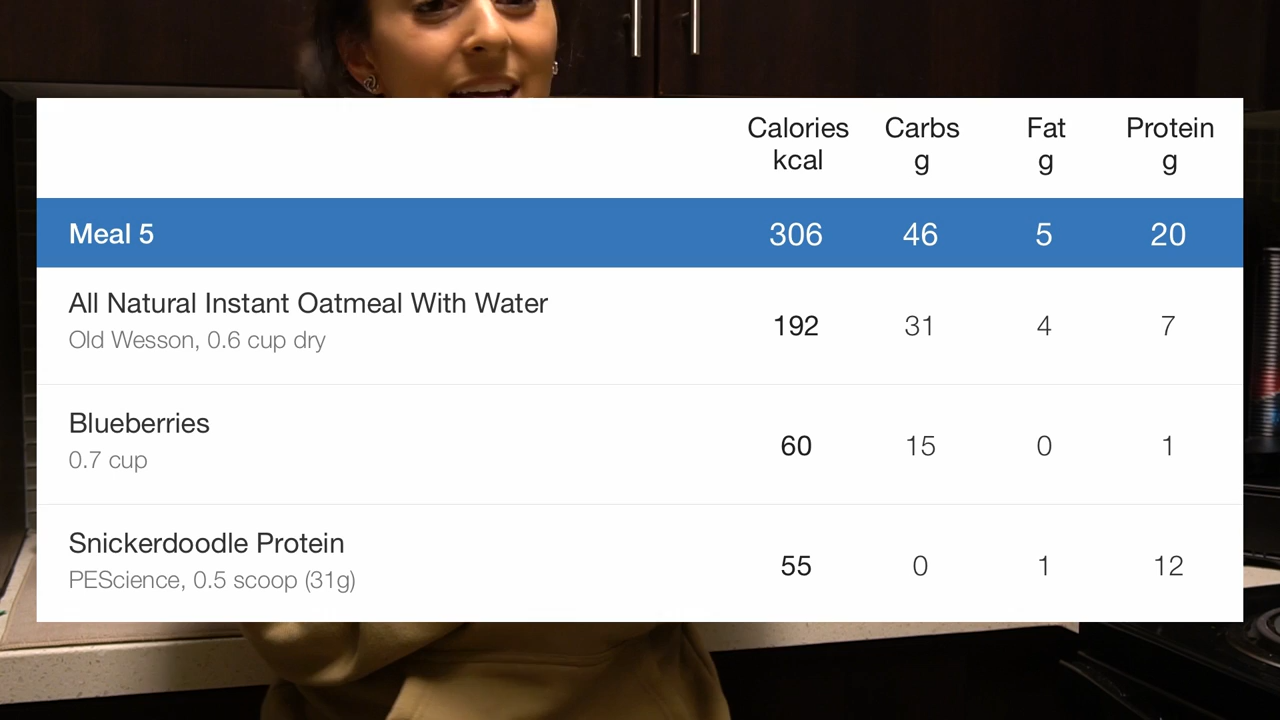 Calories Carbs Fat Protein
kcal g g g
Meal 5 306 46 5 20
All Natural Instant Oatmeal With Water
Old Wesson, 0.6 cup dry
192 31 4 7
Blueberries
0.7 cup
60 15 0 1
Snickerdoodle Protein
PEScience, 0.5 scoop (31g)
55 0 1 12